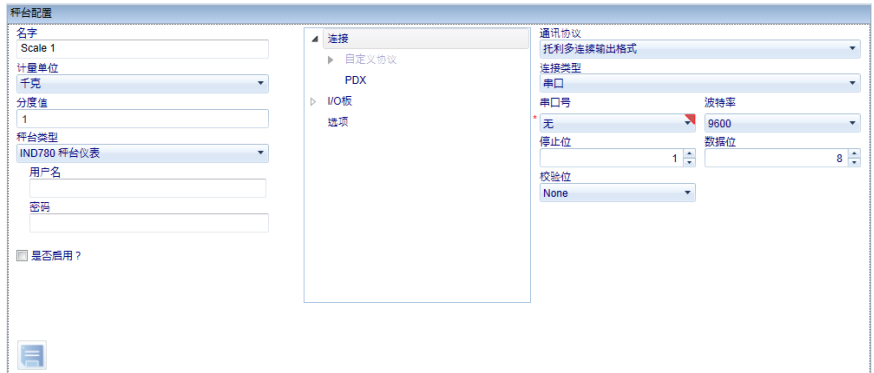 秤台配置
名字
Scale 1
计量单位
千克
分度值
1
秤台类型
IND780 秤台仪表
用户名
密码
是否启用？
连接
自定义协议
PDX
I/O板
选项
通讯协议
托利多连续输出格式
连接类型
串口
串口号 波特率
* 无 9600
停止位 数据位
1 8
校验位
None